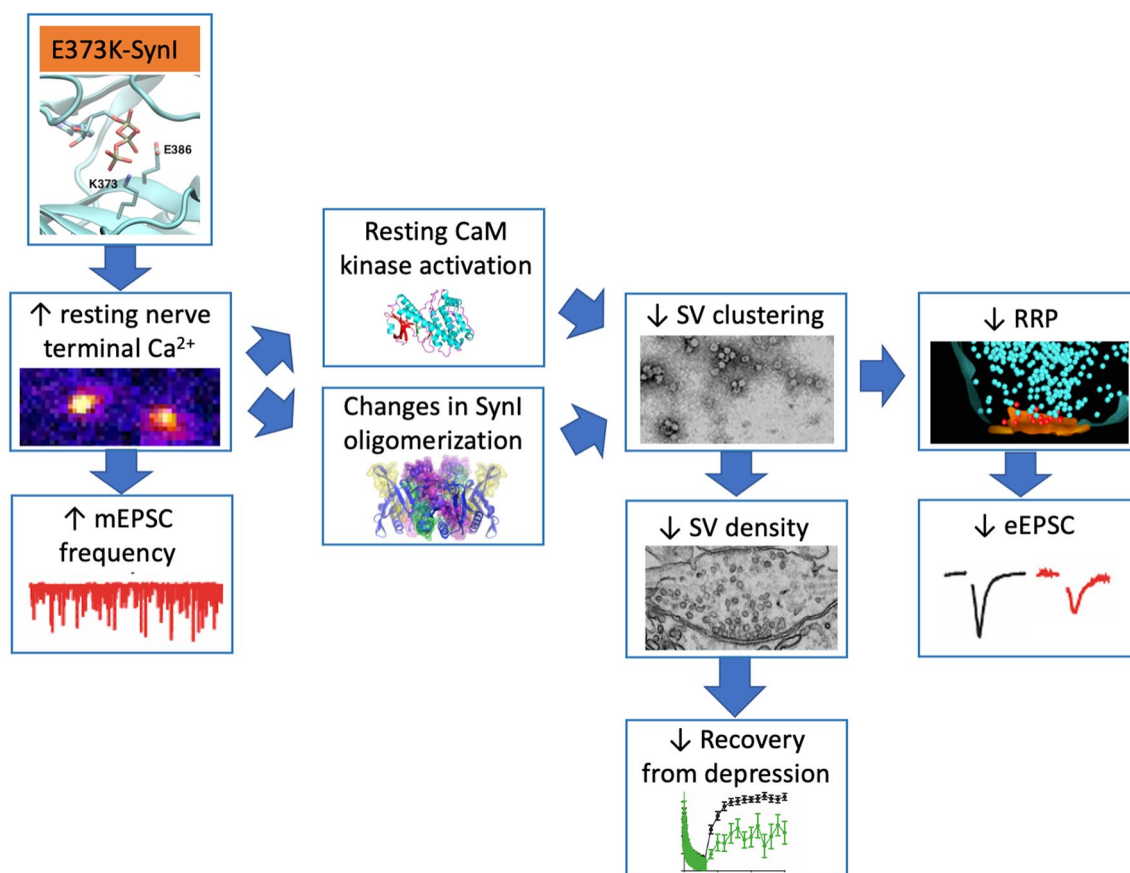 E373K-SynI
E386
K373
↑ resting nerve
terminal Ca²⁺
↑ mEPSC
frequency
Resting CaM
kinase activation
Changes in SynI
oligomerization
↓ SV clustering
↓ SV density
↓ Recovery
from depression
↓ RRP
↓ eEPSC